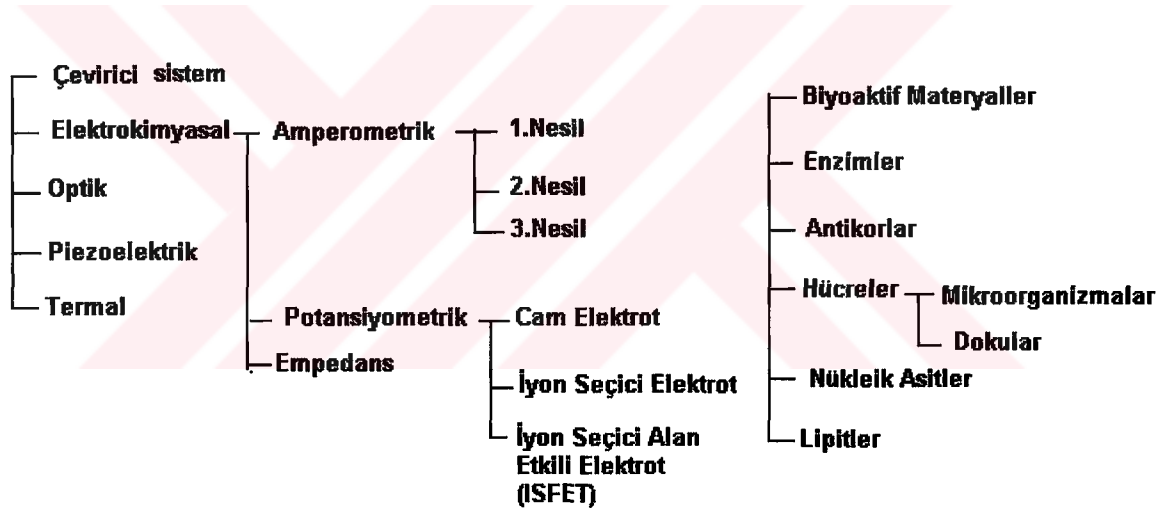 Çevirici sistem
Elektrokimyasal
Optik
Piezoelektrik
Termal
Amperometrik
1.Nesil
2.Nesil
3.Nesil
Potansiyometrik
Cam Elektrot
Empedans
İyon Seçici Elektrot
İyon Seçici Alan
Etkili Elektrot
(ISFET)
Biyoaktif Materyaller
Enzimler
Antikorlar
Hücreler
Mikroorganizmalar
Dokular
Nükleik Asitler
Lipitler